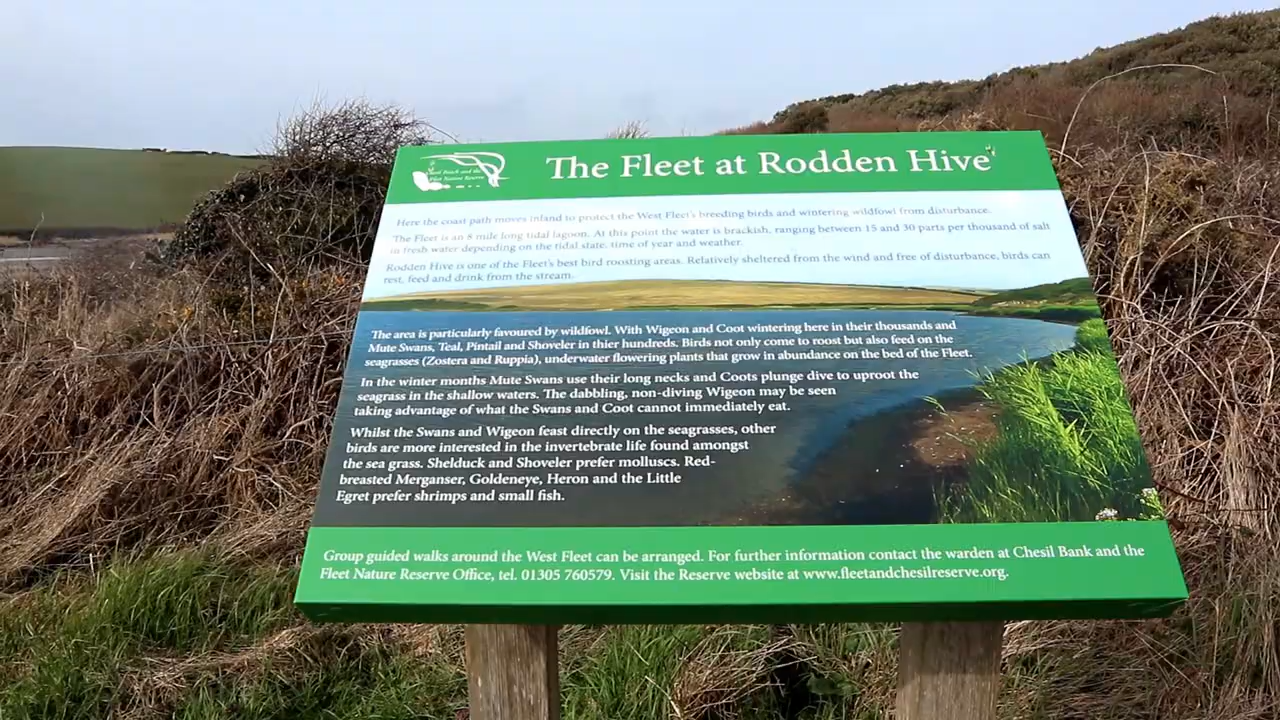 Chesil Beach and the
Fleet Nature Reserve
The Fleet at Rodden Hive
Here the coast path moves inland to protect the West Fleet's breeding birds and wintering wildfowl from disturbance.
The Fleet is an 8 mile long tidal lagoon. At this point the water is brackish, ranging between 15 and 30 parts per thousand of salt
in fresh water depending on the tidal state, time of year and weather.
Rodden Hive is one of the Fleet's best bird roosting areas. Relatively sheltered from the wind and free of disturbance, birds can
rest, feed and drink from the stream.
The area is particularly favoured by wildfowl. With Wigeon and Coot wintering here in their thousands and
Mute Swans, Teal, Pintail and Shoveler in thier hundreds. Birds not only come to roost but also feed on the
seagrasses (Zostera and Ruppia), underwater flowering plants that grow in abundance on the bed of the Fleet.
In the winter months Mute Swans use their long necks and Coots plunge dive to uproot the
seagrass in the shallow waters. The dabbling, non-diving Wigeon may be seen
taking advantage of what the Swans and Coot cannot immediately eat.
Whilst the Swans and Wigeon feast directly on the seagrasses, other
birds are more interested in the invertebrate life found amongst
the sea grass. Shelduck and Shoveler prefer molluscs. Red-
breasted Merganser, Goldeneye, Heron and the Little
Egret prefer shrimps and small fish.
Group guided walks around the West Fleet can be arranged. For further information contact the warden at Chesil Bank and the
Fleet Nature Reserve Office, tel. 01305 760579. Visit the Reserve website at www.fleetandchesilreserve.org.